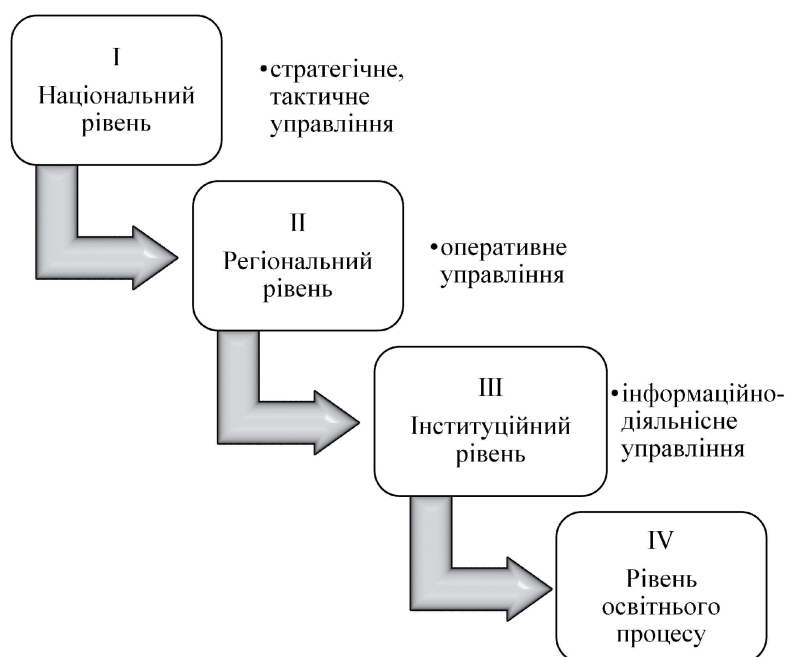 I
Національний
рівень
•стратегічне,
тактичне
управління
II
Регіональний
рівень
•оперативне
управління
III
Інституційний
рівень
•інформаційно-
діяльнісне
управління
IV
Рівень
освітнього
процесу